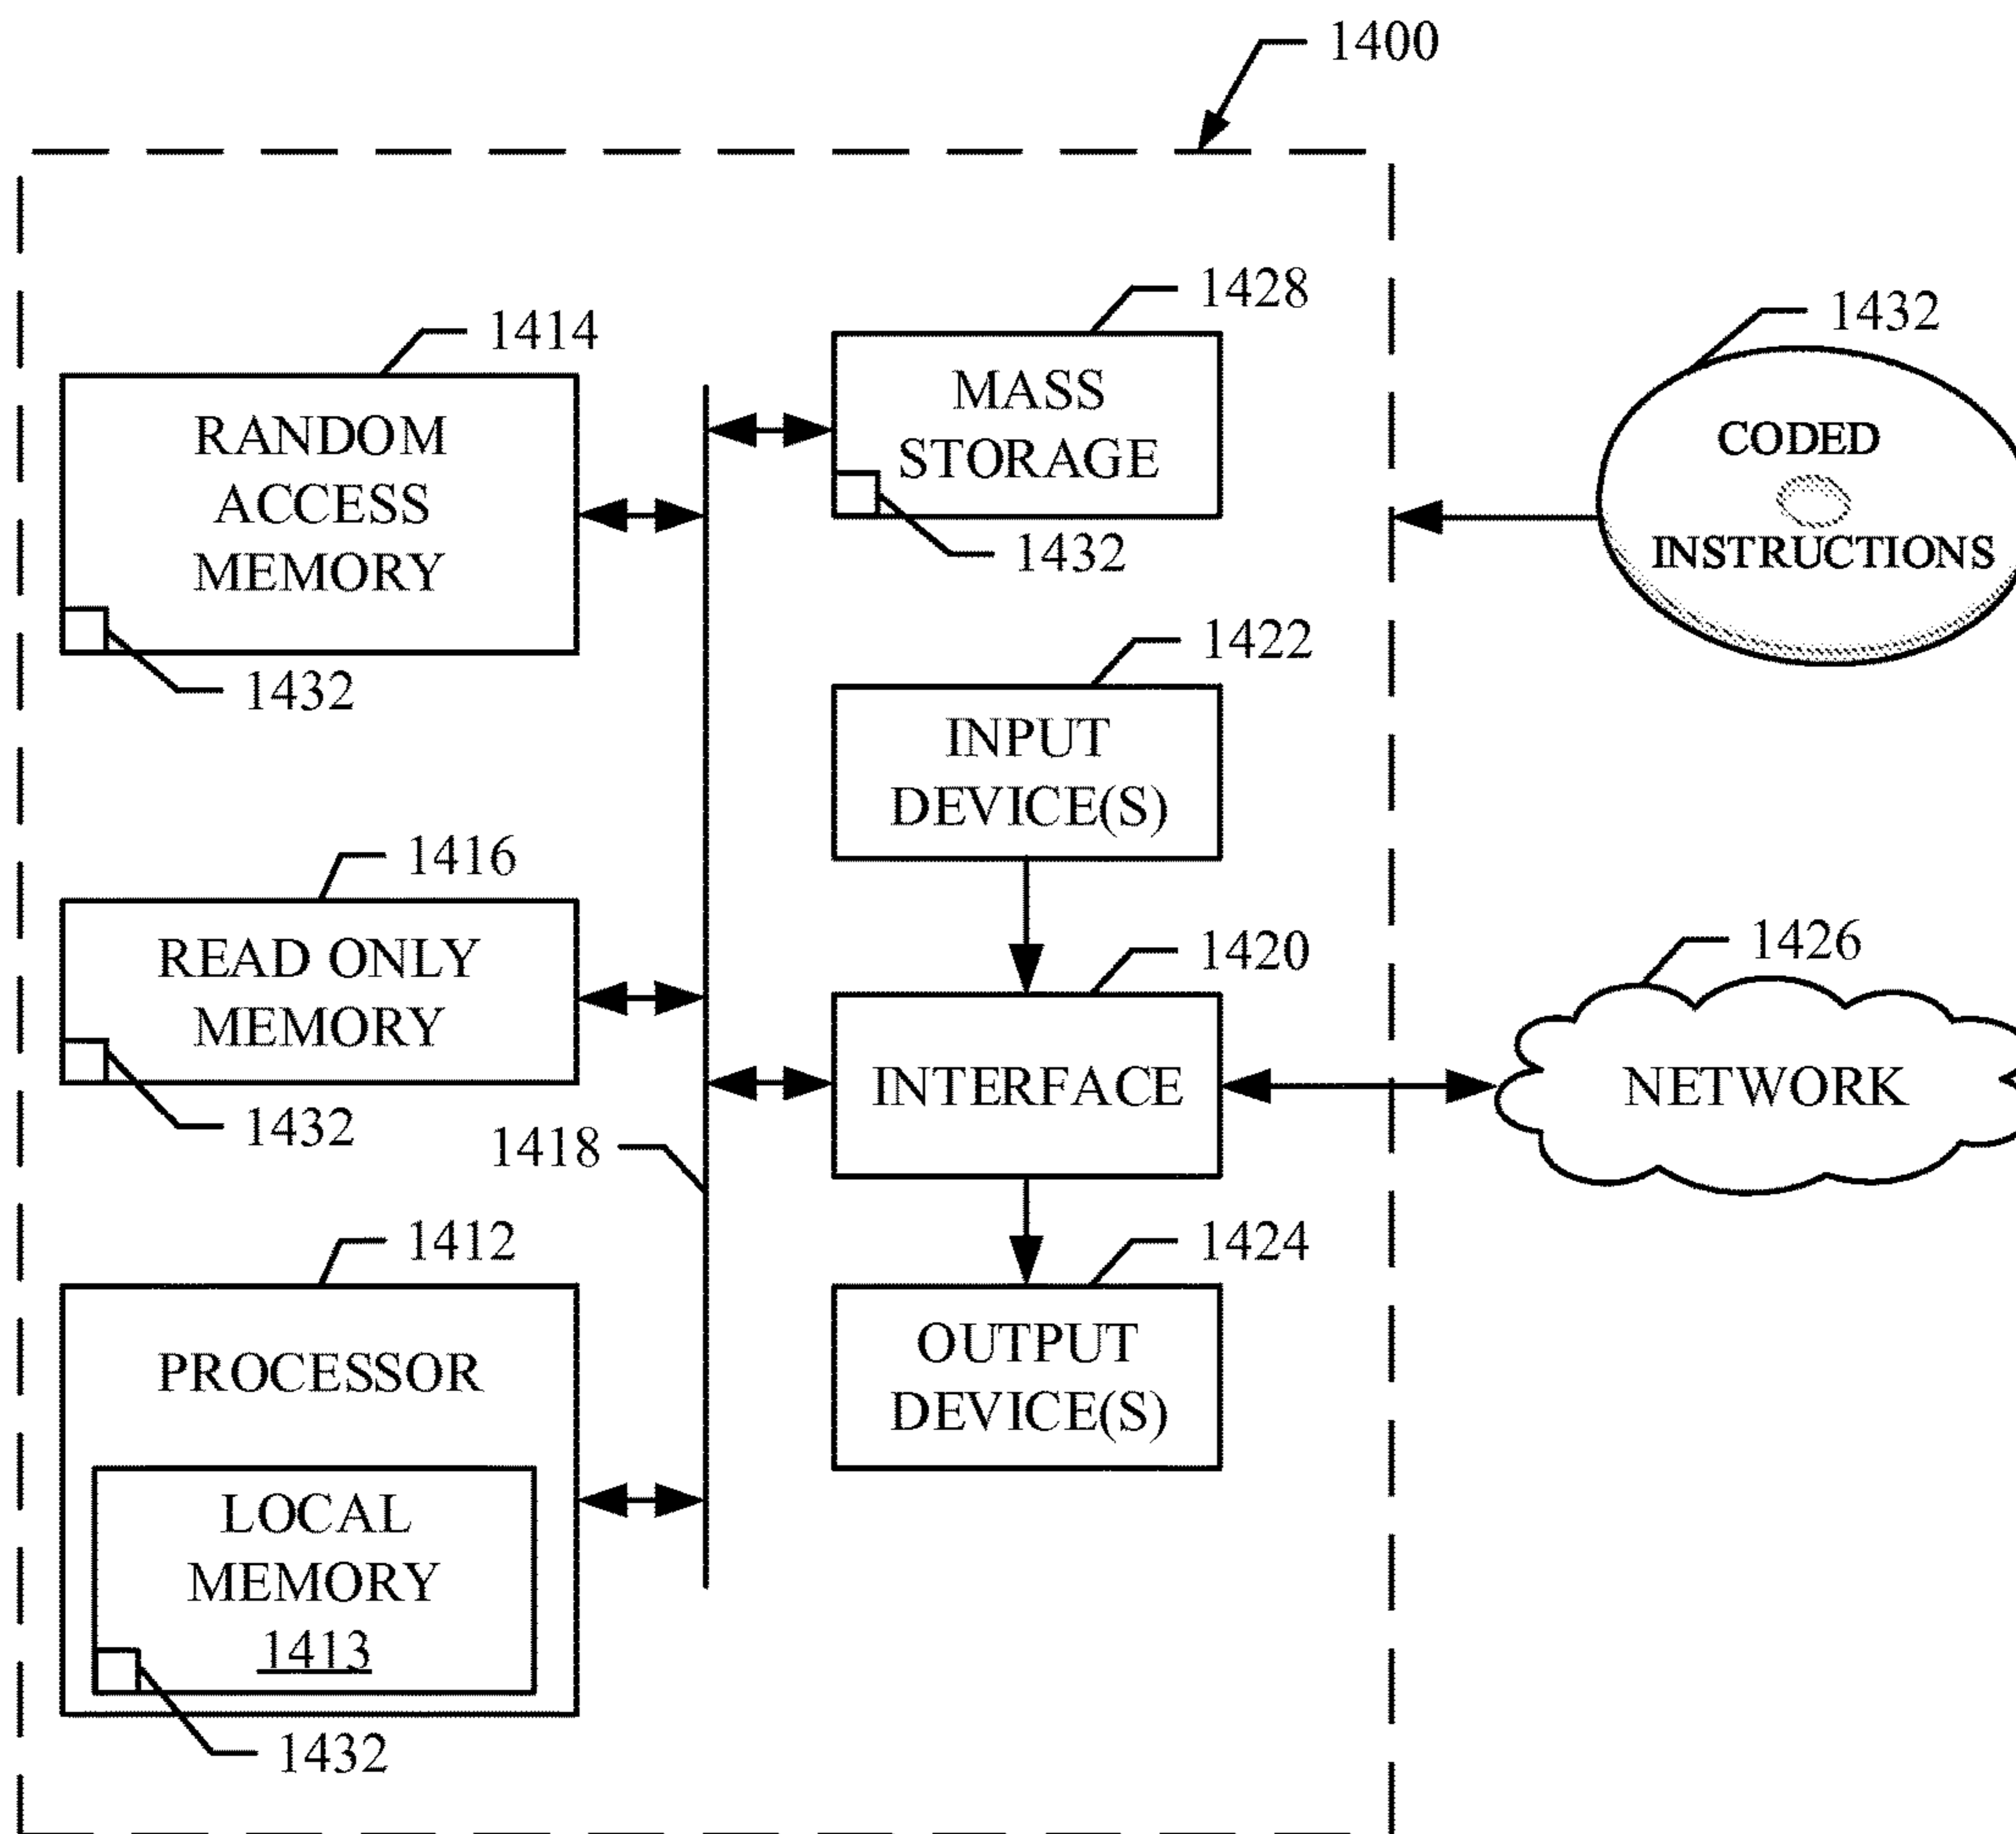 1400
1414
RANDOM
ACCESS
MEMORY
1432
1428
MASS
STORAGE
1432
1432
CODED
INSTRUCTIONS
1422
INPUT
DEVICE(S)
1416
READ ONLY
MEMORY
1432
1420
INTERFACE
1426
NETWORK
1418
1412
PROCESSOR
LOCAL
MEMORY
1413
1432
1424
OUTPUT
DEVICE(S)